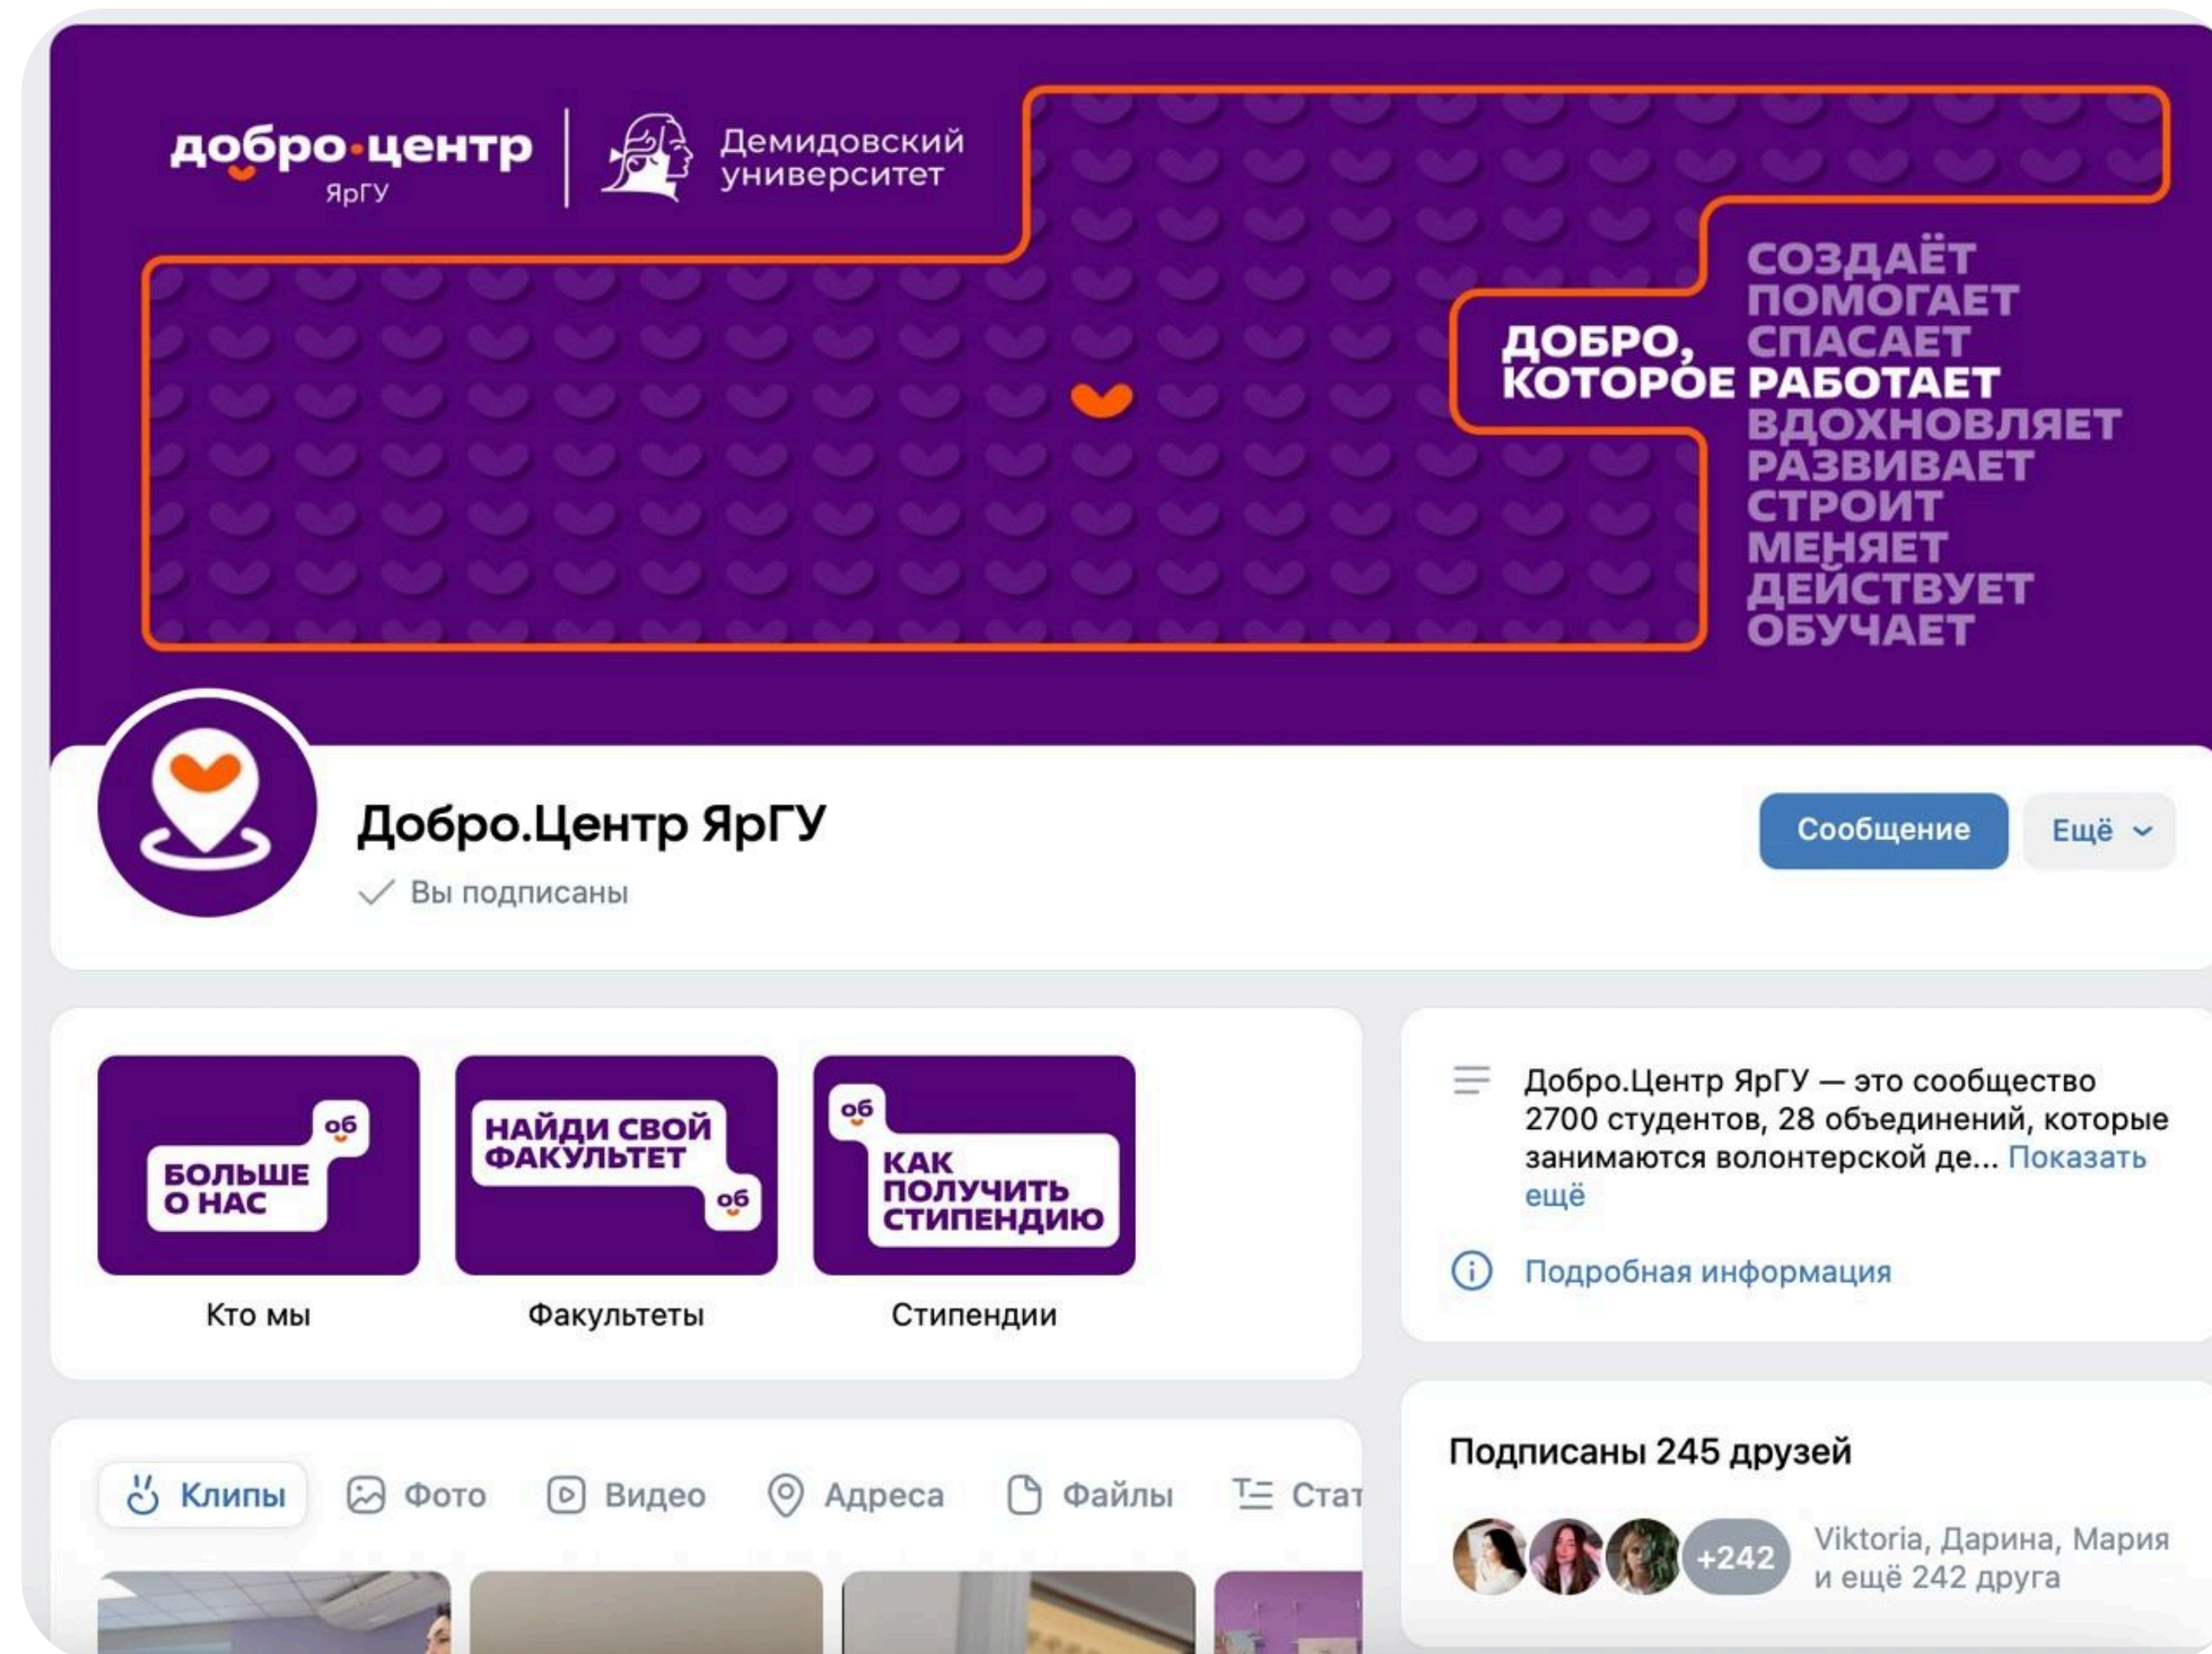 добро•центр
ЯрГУ
Демидовский
университет
СОЗДАЁТ
ПОМОГАЕТ
ДОБРО, СПАСАЕТ
КОТОРОЕ РАБОТАЕТ
ВДОХНОВЛЯЕТ
РАЗВИВАЕТ
СТРОИТ
МЕНЯЕТ
ДЕЙСТВУЕТ
ОБУЧАЕТ
Добро.Центр ЯрГУ
Вы подписаны
Сообщение
Ещё
об
БОЛЬШЕ
О НАС
Кто мы
НАЙДИ СВОЙ
ФАКУЛЬТЕТ
об
Факультеты
об
КАК
ПОЛУЧИТЬ
СТИПЕНДИЮ
Стипендии
Добро.Центр ЯрГУ — это сообщество
2700 студентов, 28 объединений, которые
занимаются волонтерской де... Показать
ещё
Подробная информация
Клипы Фото Видео Адреса Файлы Стат
Подписаны 245 друзей
+242
Viktoria, Дарина, Мария
и ещё 242 друга